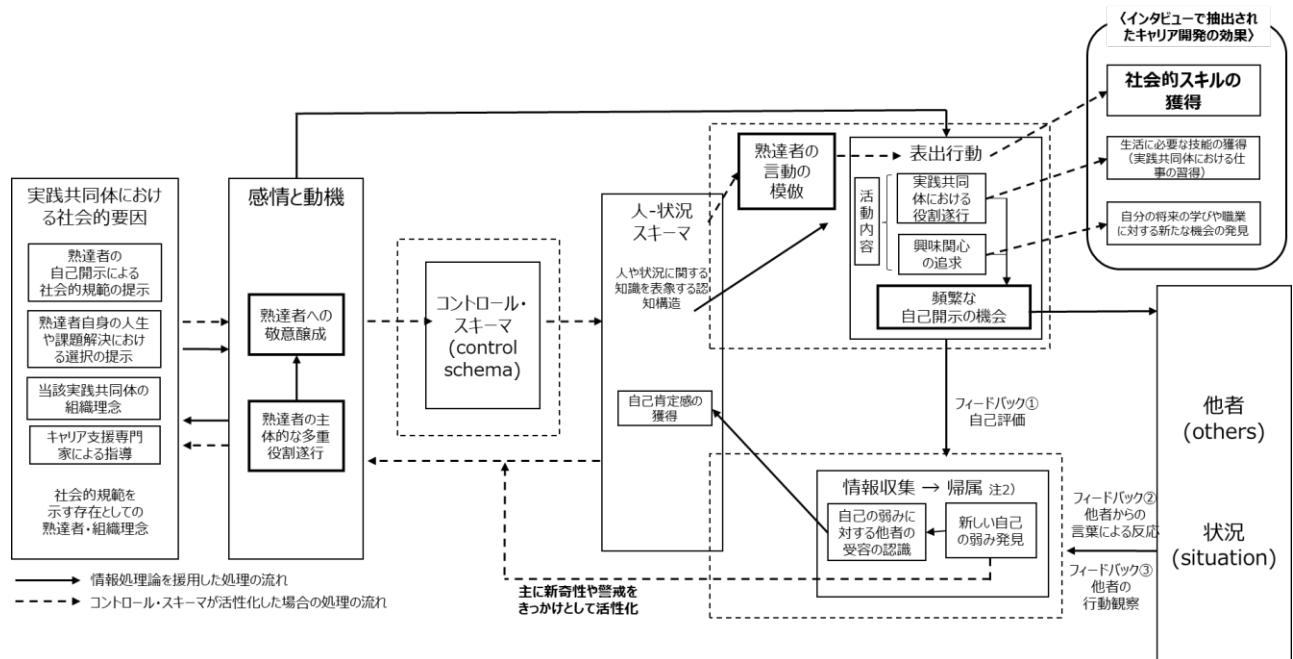 〈インタビューで抽出され
たキャリア開発の効果〉
社会的スキルの
獲得
生活に必要な技能の獲得
（実践共同体における仕
事の習得）
自分の将来の学びや職業
に対する新たな機会の発見
実践共同体におけ
る社会的要因
熟達者の
自己開示による
社会的規範の提示
熟達者自身の人生
や課題解決におけ
る選択の提示
当該実践共同体の
組織理念
キャリア支援専門
家による指導
社会的規範を
示す存在としての
熟達者・組織理念
感情と動機
熟達者への
敬意醸成
熟達者の主
体的な多重
役割遂行
コントロール・
スキーマ
(control
schema)
人-状況
スキーマ
人や状況に関する
知識を表象する認
知構造
自己肯定感の
獲得
熟達者の
言動の
模倣
表出行動
活動内容
実践共同
体における
役割遂行
興味関心
の追求
頻繁な
自己開示の機会
フィードバック①
自己評価
情報収集 → 帰属 注2）
自己の弱みに
対する他者の
受容の認識
新しい自己
の弱み発見
フィードバック②
他者からの
言葉による反応
フィードバック③
他者の
行動観察
他者
(others)
状況
(situation)
主に新奇性や警戒を
きっかけとして活性化
情報処理論を援用した処理の流れ
コントロール・スキーマが活性化した場合の処理の流れ